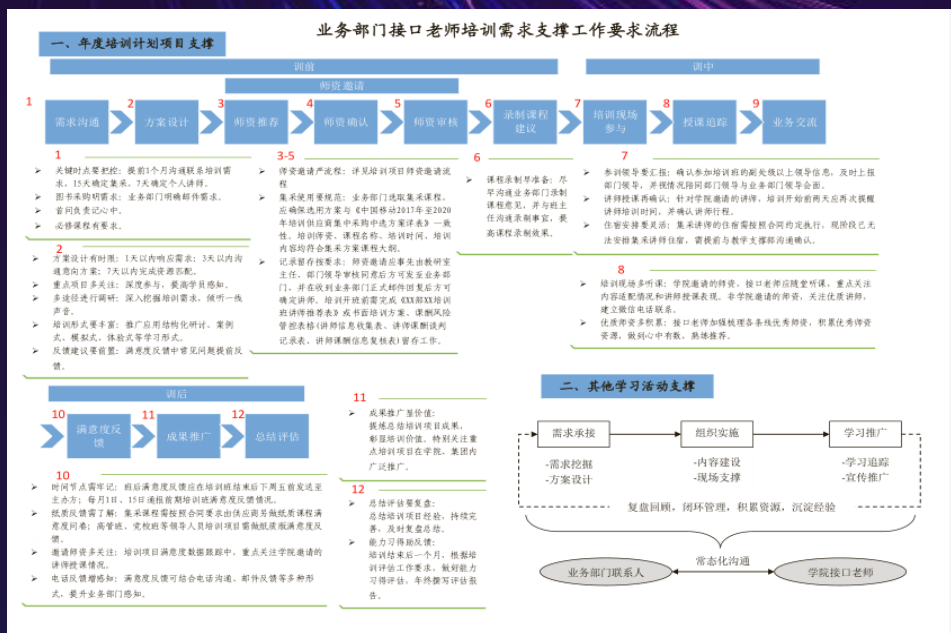 业务部门接口老师培训需求支撑工作要求流程
一、年度培训计划项目支撑
训前
训中
师资邀请
1
需求沟通
2
方案设计
3
师资推荐
4
师资确认
5
师资审核
6
录制课程
建议
7
培训现场
参与
8
授课追踪
9
业务交流
1
➢ 关键时点要把控：提前1个月沟通联系培训需
求，15天确定集采，7天确定个人讲师。
➢ 图书采购明需求：业务部门明确邮件需求。
➢ 首问负责记心中。
➢ 必修课程有要求。
2
➢ 方案设计有时限：1天以内响应需求；3天以内沟
通意向方案；7天以内完成资源匹配。
➢ 重点项目多关注：深度参与，提高学员感知。
➢ 多途径进行调研：深入挖掘培训需求，倾听一线
声音。
➢ 培训形式要丰富：推广应用结构化研讨、案例
式、模拟式、体验式等学习形式。
➢ 反馈建议要前置：满意度反馈中常见问题提前反
馈。
3-5
➢ 师资邀请严流程：详见培训项目师资邀请流
程
➢ 集采使用要规范：业务部门选取集采课程，
应确保选用方案与《中国移动2017年至2020
年培训供应商集中采购中选方案详表》一致
性，培训师资、课程名称、培训时间、培训
内容均符合集采方案课程大纲。
➢ 记录留存按要求：师资邀请应事先由教研室
主任、部门领导审核同意后方可发至业务部
门，并在收到业务部门正式邮件回复后方可
确定讲师。培训开班前需完成《XX部XX培训
班讲师推荐表》或书面培训方案、课酬风险
管控表格（讲师信息收集表、讲师课酬谈判
记录表、讲师课酬信息复核表）留存工作。
6
➢ 课程录制早准备：尽
早沟通业务部门录制
课程意见，并与班主
任沟通录制事宜，提
高课程录制效果。
7
➢ 参训领导要汇报：确认参加培训班的副处级以上领导信息，及时上报
部门领导，并视情况陪同部门领导与业务部门领导会面。
➢ 讲师授课再确认：针对学院邀请的讲师，培训开始前两天应再次提醒
讲师培训时间，并确认讲师行程。
➢ 住宿安排要灵活：集采讲师的住宿需按照合同约定执行，现阶段已无
法安排集采讲师住宿，需提前与教学支撑部沟通确认。
8
➢ 培训现场多听课：学院邀请的师资，接口老师应随堂听课，重点关注
内容适配情况和讲师授课表现。非学院邀请的师资，关注优质讲师，
建立微信电话联系。
➢ 优质师资多积累：接口老师加强梳理各条线优秀师资，积累优秀师资
资源，做到心中有数，熟练推荐。
训后
10
满意度反
馈
11
成果推广
12
总结评估
10
➢ 时间节点需牢记：班后满意度反馈应在培训班结束后下周五前发送至
主办方；每月1日、15日通报前期培训班满意度反馈情况。
➢ 纸质反馈需了解：集采课程需按照合同要求由供应商另做纸质课程满
意度问卷；高管班、党校班等领导人员培训项目需做纸质版满意度反
馈。
➢ 邀请师资多关注：培训项目满意度数据跟踪中，重点关注学院邀请的
讲师授课情况。
➢ 电话反馈增感知：满意度反馈可结合电话沟通、邮件反馈等多种形
式，提升业务部门感知。
11
➢ 成果推广显价值：
提炼总结培训项目成果，
彰显培训价值，特别关注重
点培训项目在学院、集团内
广泛推广。
12
➢ 总结评估要复盘：
总结培训项目经验，持续完
善，及时复盘总结。
➢ 能力习得助反馈：
培训结束后一个月，根据培
训评估工作要求，做好能力
习得评估，年终撰写评估报
告。
二、其他学习活动支撑
需求承接
组织实施
学习推广
-需求挖掘
-方案设计
-内容建设
-现场支撑
-学习追踪
-宣传推广
复盘回顾，闭环管理，积累资源，沉淀经验
业务部门联系人
常态化沟通
学院接口老师